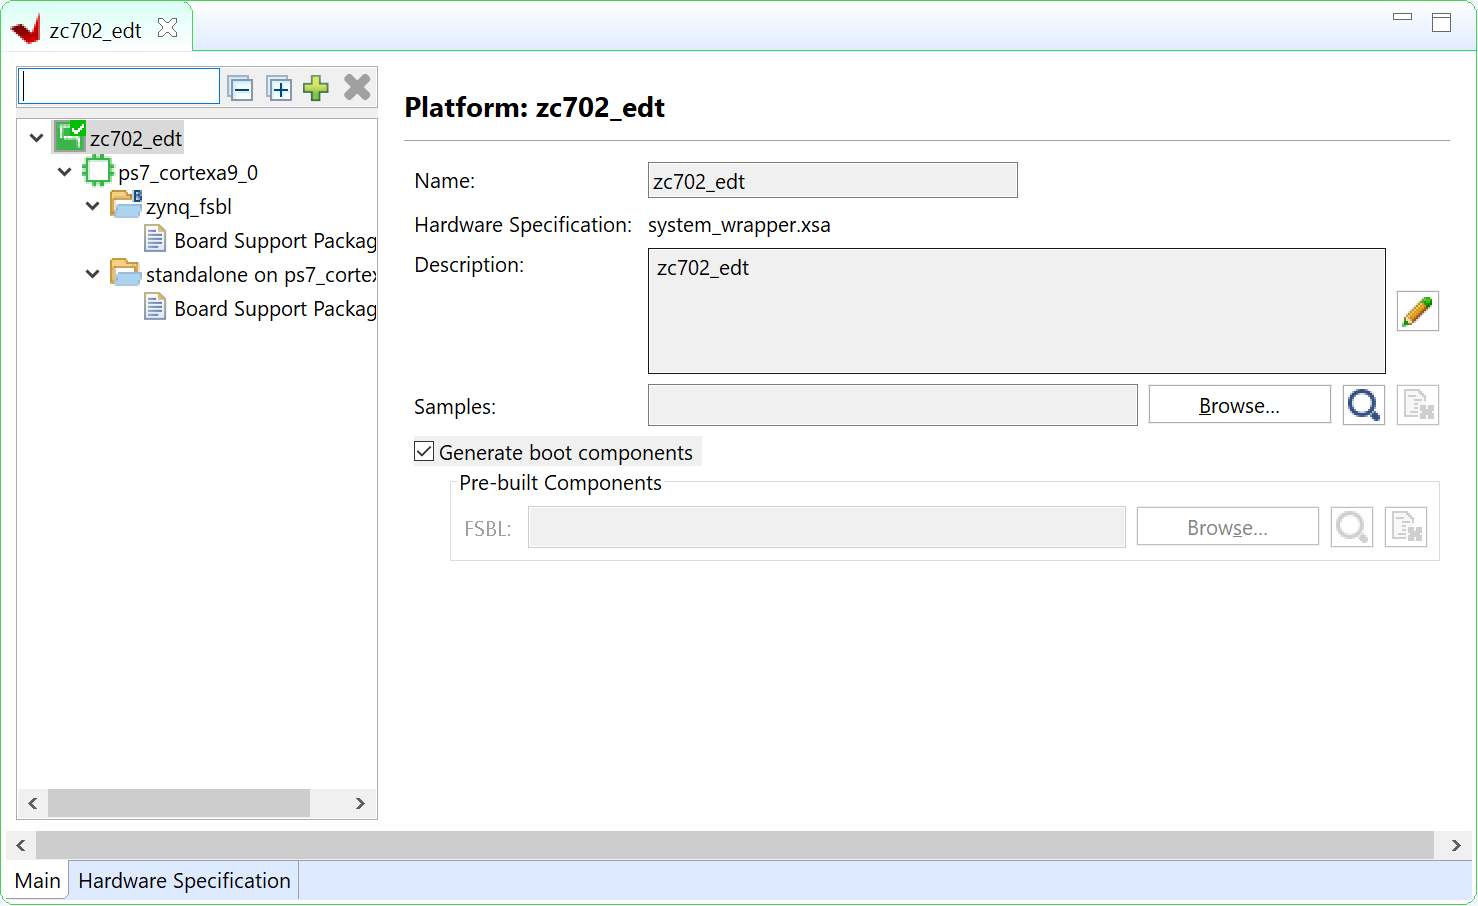 zc702_edt
zc702_edt
ps7_cortexa9_0
zynq_fsbl
Board Support Packag
standalone on ps7_cortex
Board Support Packag
Platform: zc702_edt
Name: zc702_edt
Hardware Specification: system_wrapper.xsa
Description: zc702_edt
Samples: Browse...
Generate boot components
Pre-built Components
FSBL: Browse...
Main Hardware Specification